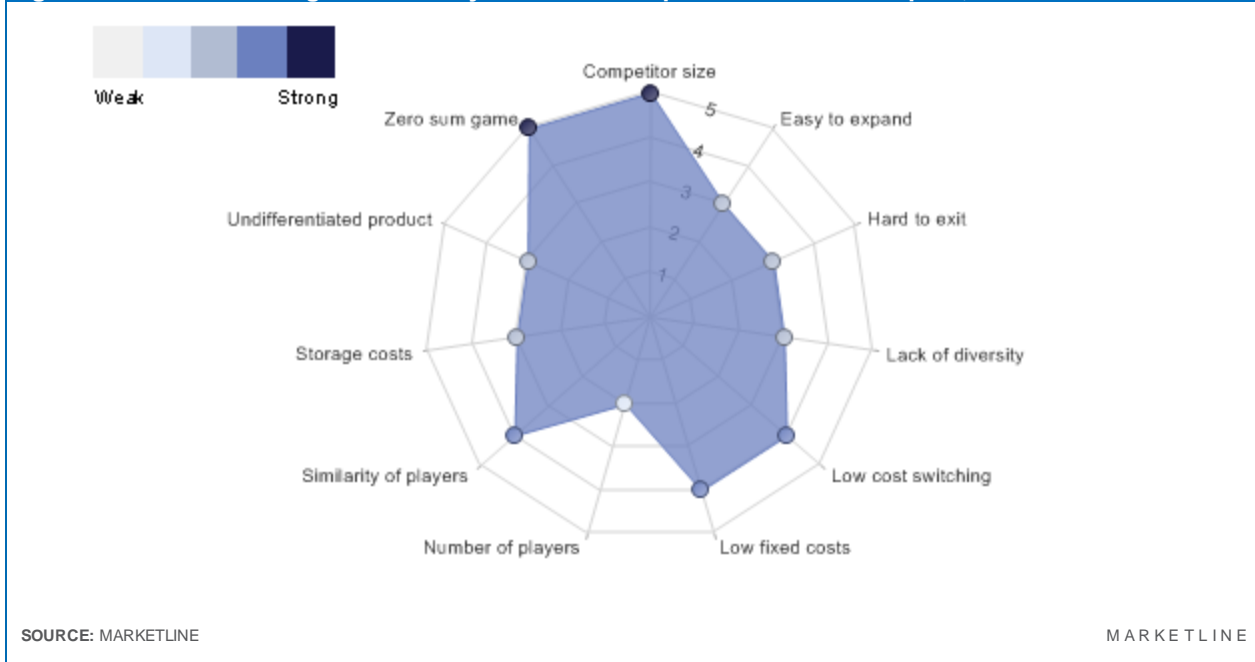 Weak
Strong
Competitor size
5
Zero sum game
Easy to expand
4
3
Undifferentiated product
Hard to exit
2
1
Storage costs
Lack of diversity
Similarity of players
Low cost switching
Number of players
Low fixed costs
SOURCE: MARKETLINE
MARKETLINE